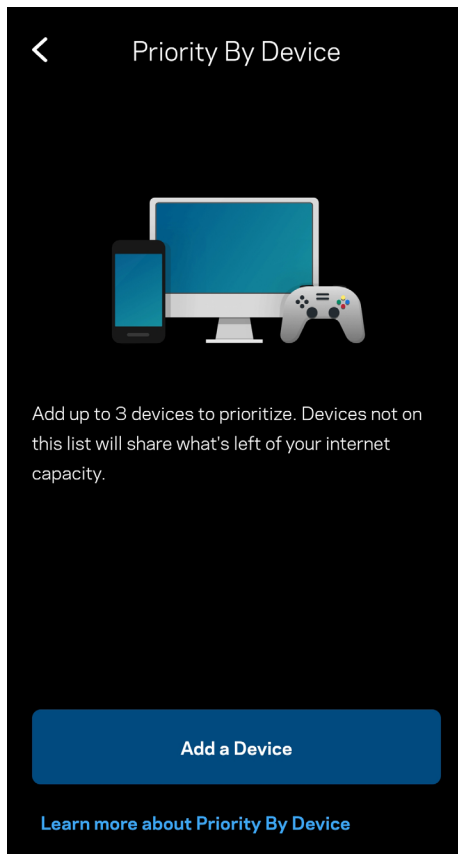 Priority By Device
Add up to 3 devices to prioritize. Devices not on
this list will share what's left of your internet
capacity.
Add a Device
Learn more about Priority By Device